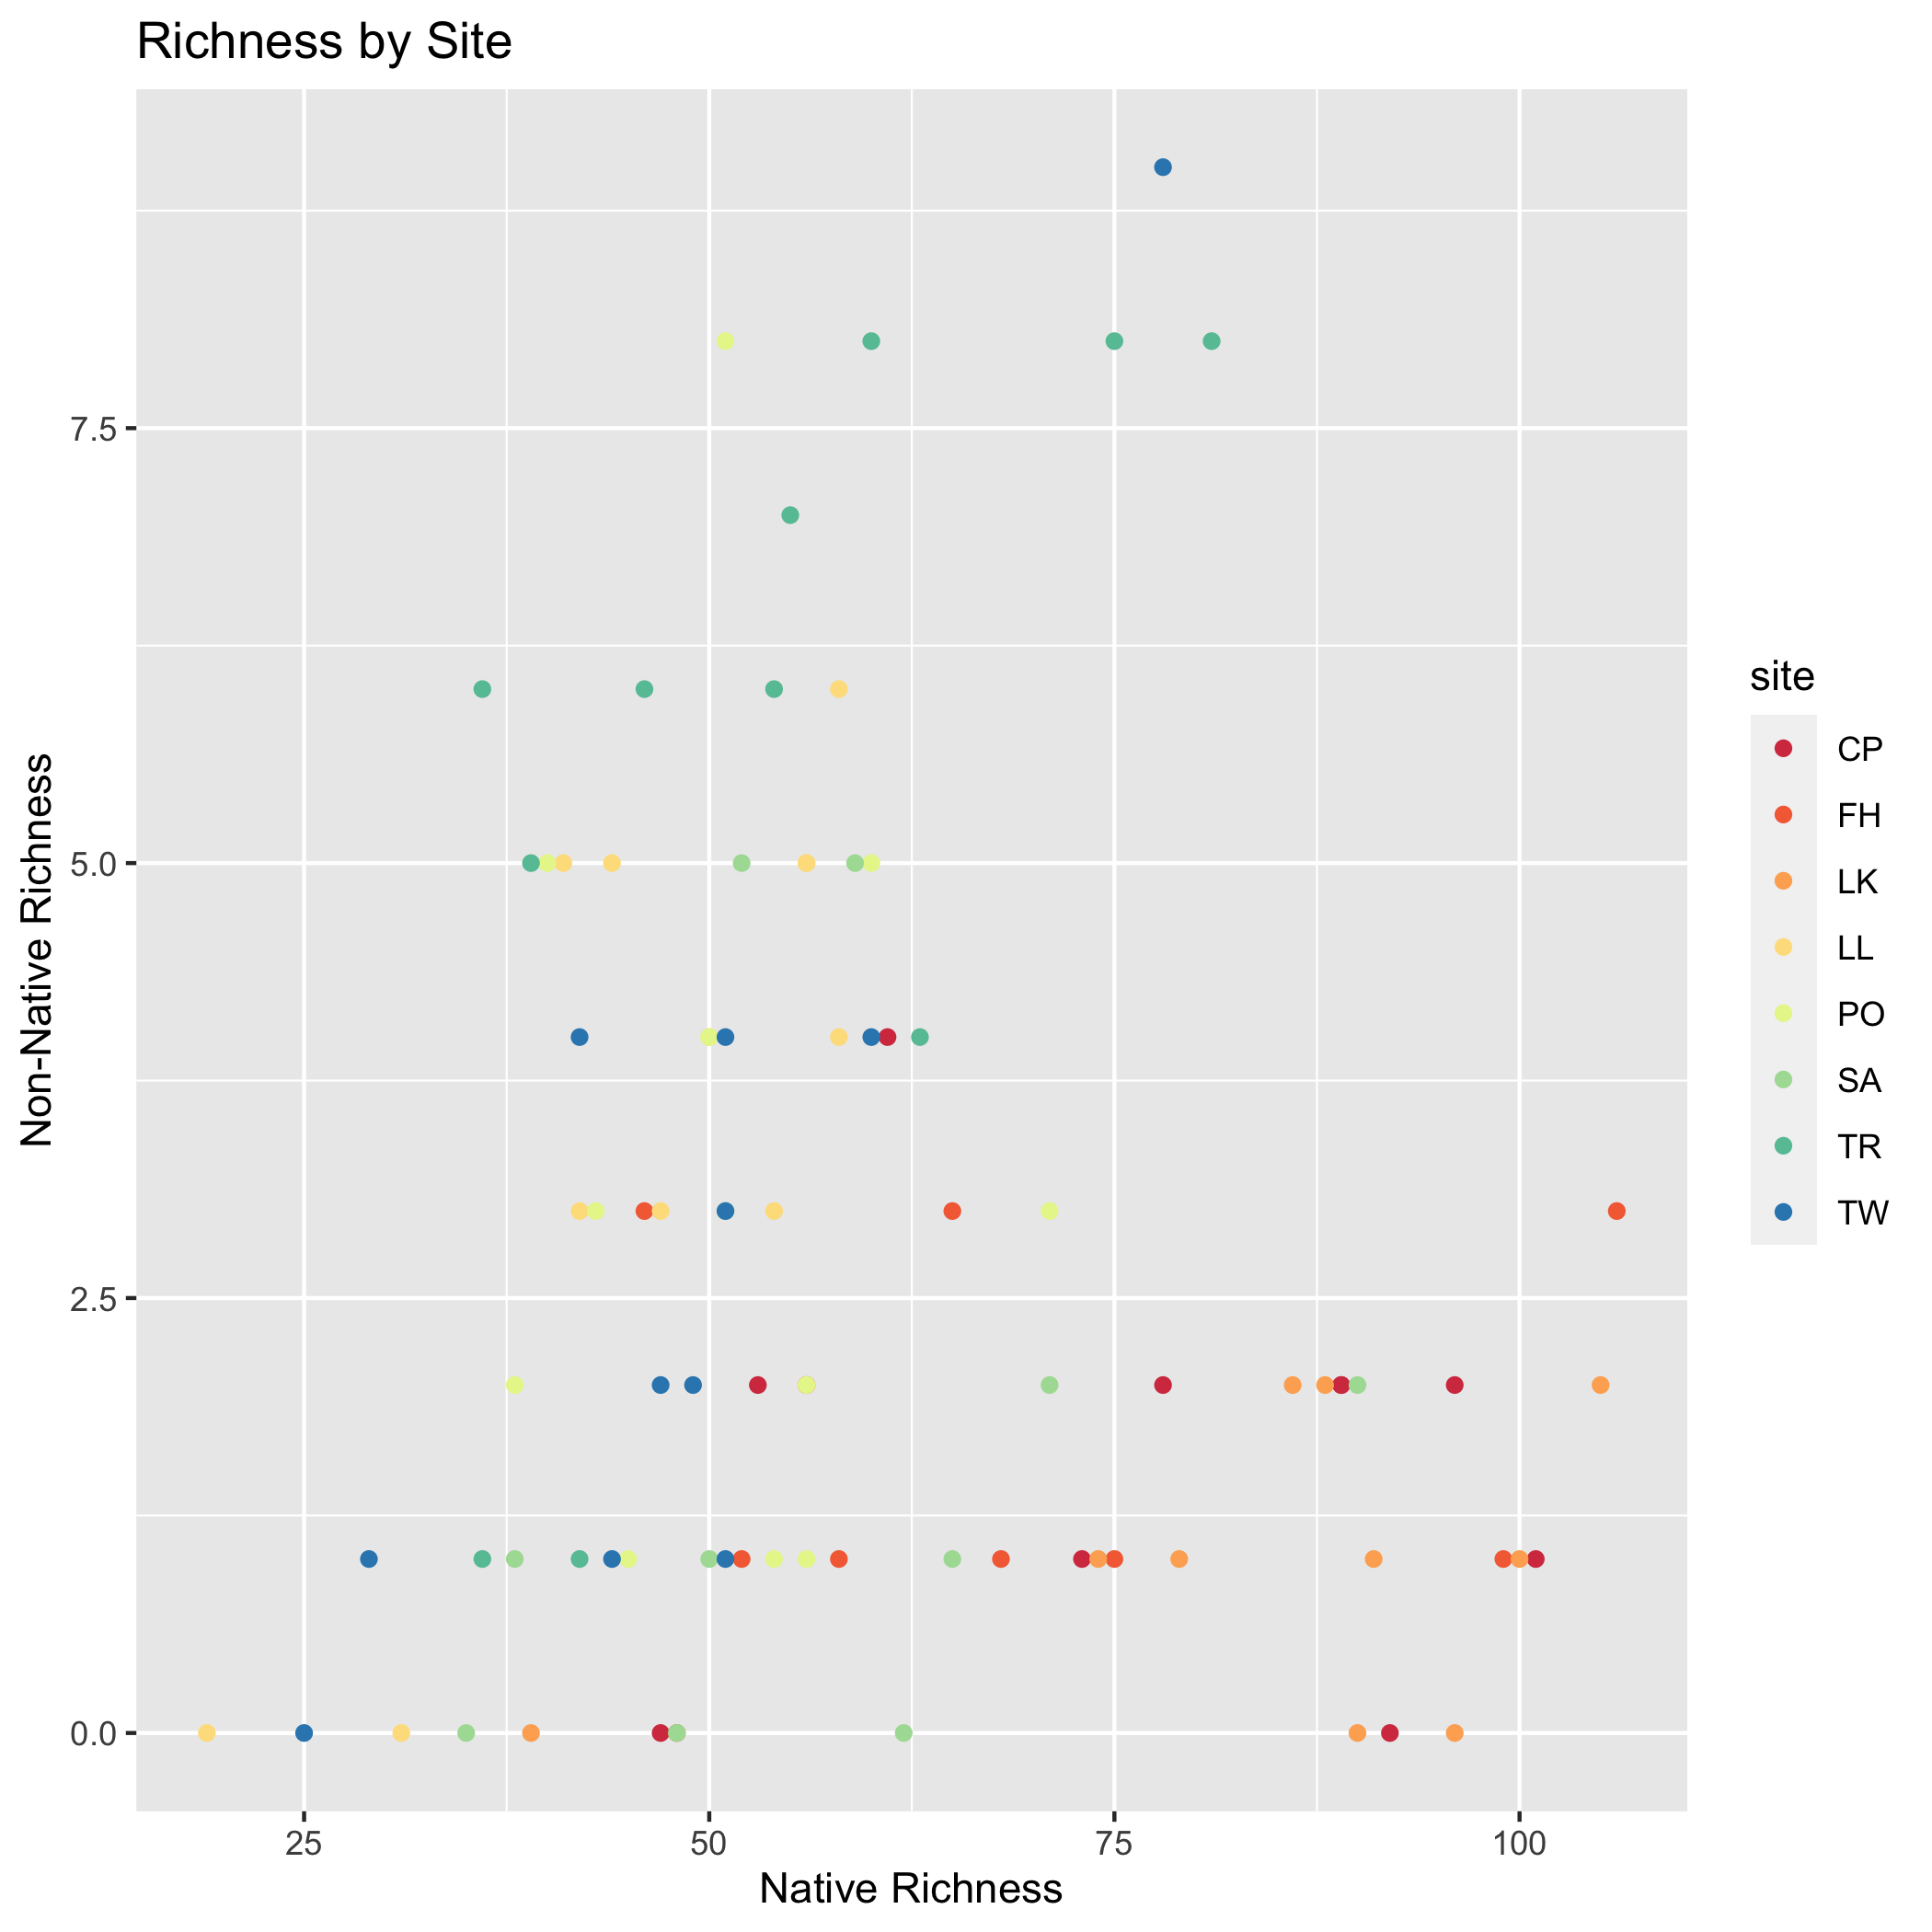 Richness by Site
7.5
5.0
2.5
0.0
25 50 75 100
Native Richness
Non-Native Richness
site
CP
FH
LK
LL
PO
SA
TR
TW